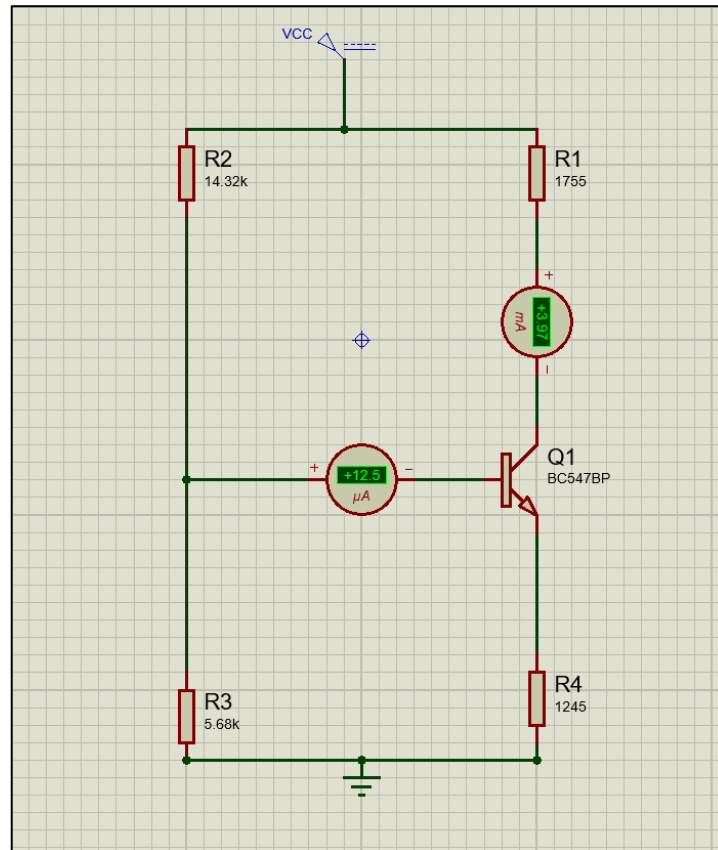 VCC
R2
14.32k
R1
1755
+
+3.97
mA
−
+
+12.5
µA
−
Q1
BC547BP
R3
5.68k
R4
1245